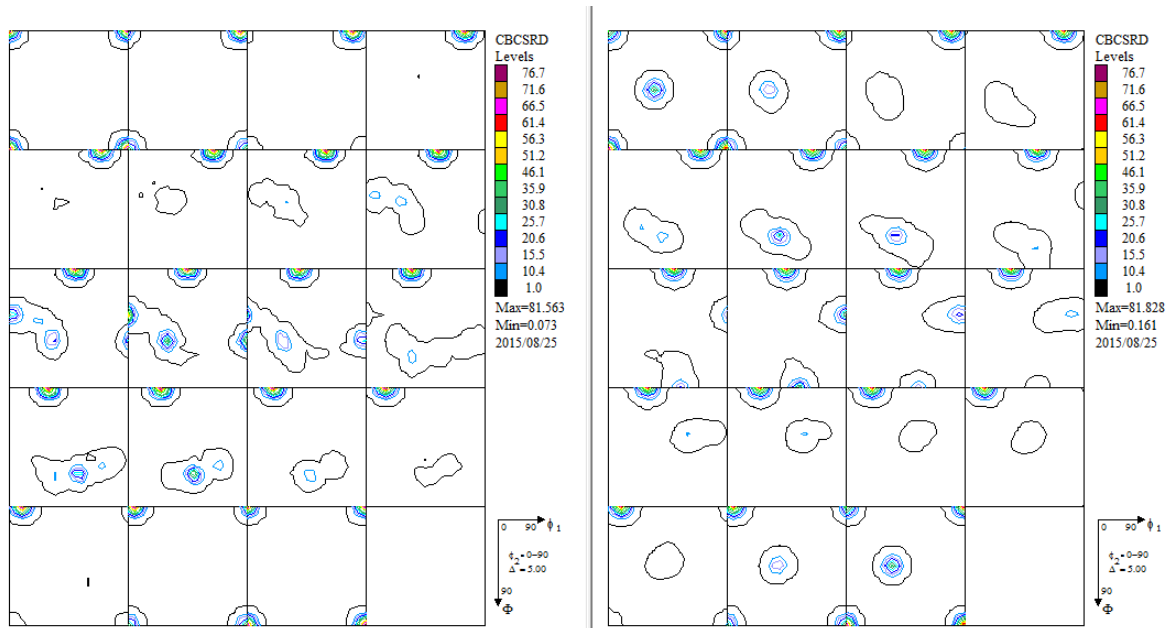 CBCSRD
Levels
76.7
71.6
66.5
61.4
56.3
51.2
46.1
35.9
30.8
25.7
20.6
15.5
10.4
1.0
Max=81.563
Min=0.073
2015/08/25
0 90 ϕ1
ϕ2=0-90
Δ=5.00
90
Φ
CBCSRD
Levels
76.7
71.6
66.5
61.4
56.3
51.2
46.1
35.9
30.8
25.7
20.6
15.5
10.4
1.0
Max=81.828
Min=0.161
2015/08/25
0 90 ϕ1
ϕ2=0-90
Δ=5.00
90
Φ